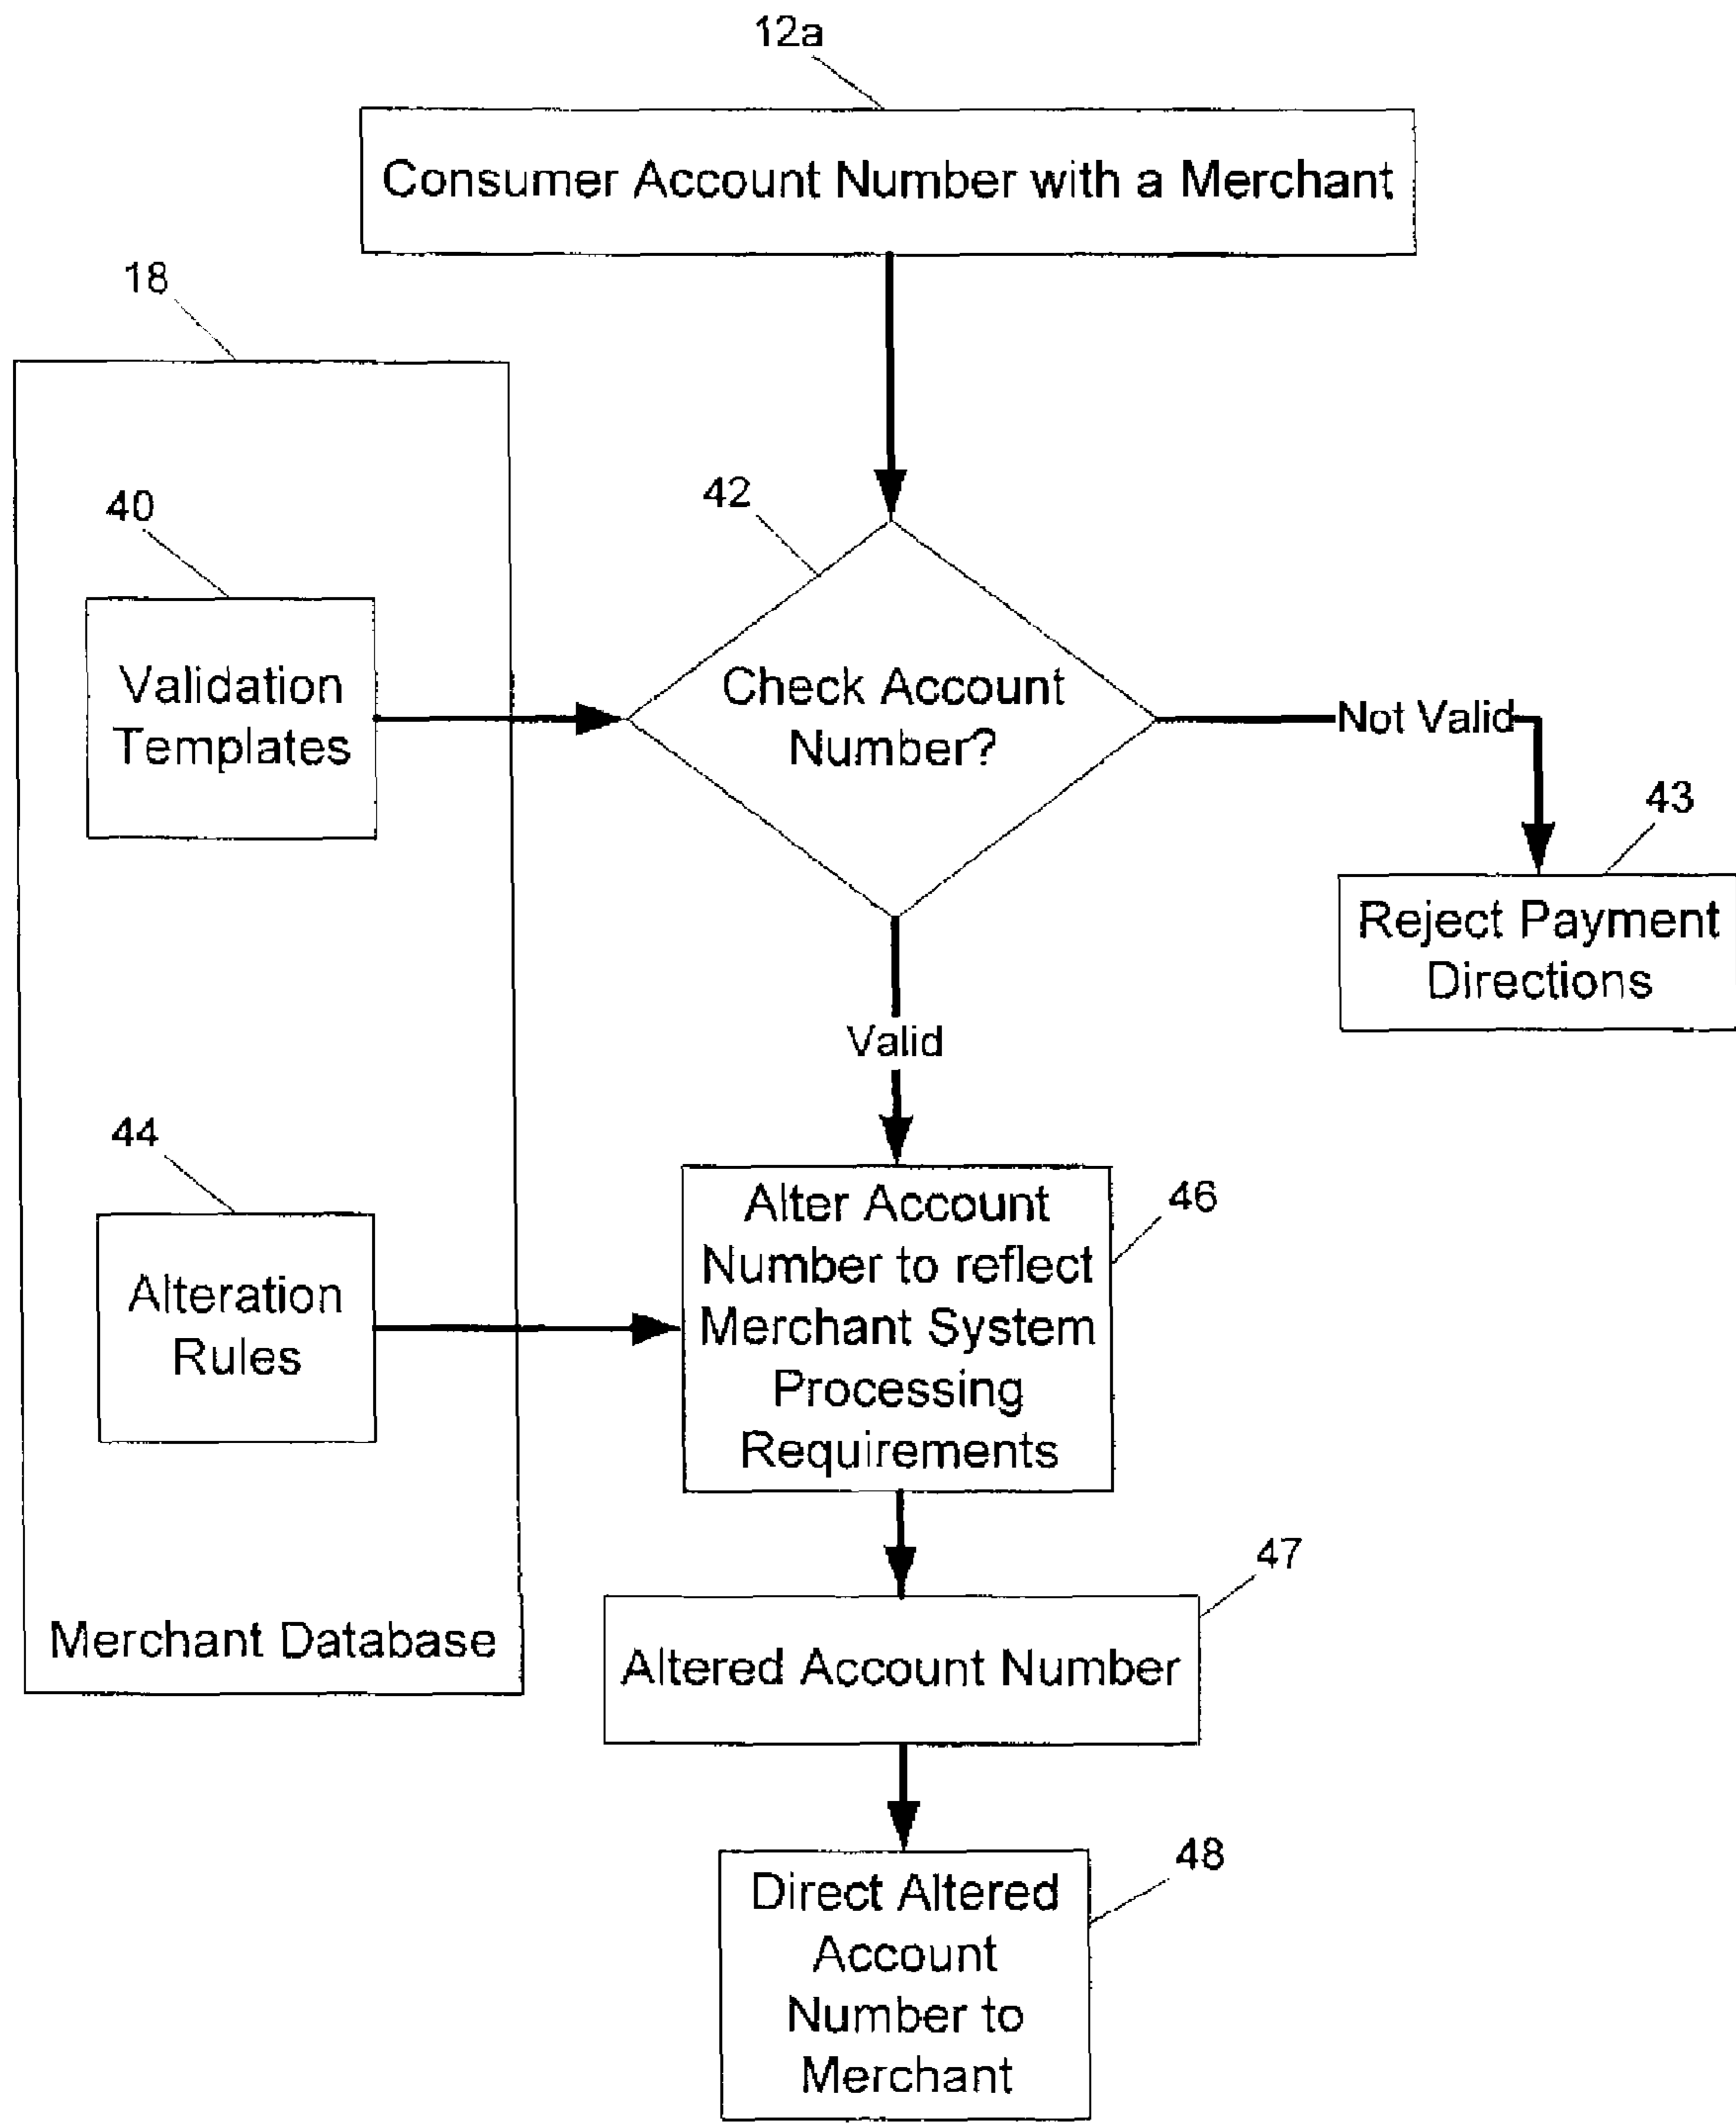 12a
Consumer Account Number with a Merchant
18
40
Validation
Templates
42
Check Account
Number?
Not Valid
43
Reject Payment
Directions
Valid
44
Alteration
Rules
46
Alter Account
Number to reflect
Merchant System
Processing
Requirements
Merchant Database
47
Altered Account Number
48
Direct Altered
Account
Number to
Merchant